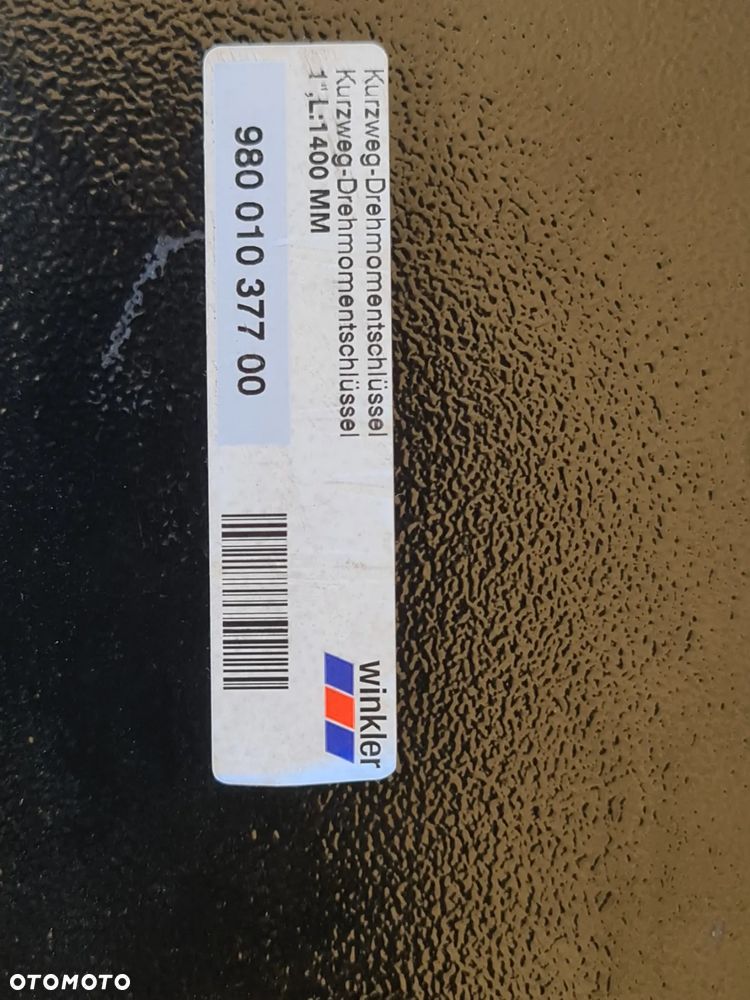 Kurzweg-Drehmomentschlüssel
Kurzweg-Drehmomentschlüssel
1",L:1400 MM
980 010 377 00
winkler
OTOMOTO